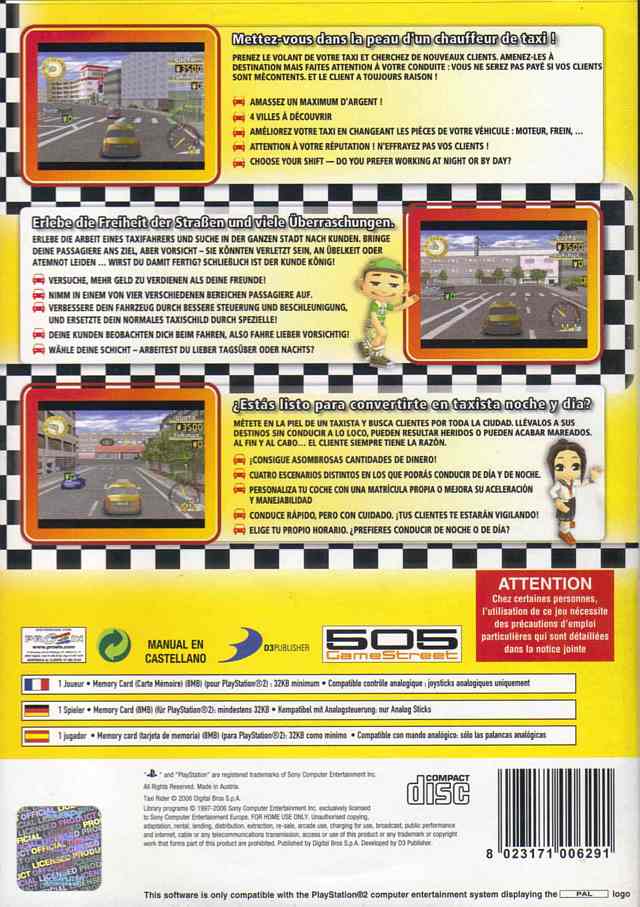 Mettez-vous dans la peau d'un chauffeur de taxi !
PRENEZ LE VOLANT DE VOTRE TAXI ET CHERCHEZ DE NOUVEAUX CLIENTS. AMENEZ-LES À
DESTINATION MAIS FAITES ATTENTION À VOTRE CONDUITE : VOUS NE SEREZ PAS PAYÉ SI VOS CLIENTS
SONT MÉCONTENTS. ET LE CLIENT A TOUJOURS RAISON !
AMASSEZ UN MAXIMUM D'ARGENT !
4 VILLES À DÉCOUVRIR
AMÉLIOREZ VOTRE TAXI EN CHANGEANT LES PIÈCES DE VOTRE VÉHICULE : MOTEUR, FREIN, ...
ATTENTION À VOTRE RÉPUTATION ! N'EFFRAYEZ PAS VOS CLIENTS !
CHOOSE YOUR SHIFT — DO YOU PREFER WORKING AT NIGHT OR BY DAY?
¥3500
¥0
Erlebe die Freiheit der Straßen und viele Überraschungen.
ERLEBE DIE ARBEIT EINES TAXIFAHRERS UND SUCHE IN DER GANZEN STADT NACH KUNDEN. BRINGE
DEINE PASSAGIERE ANS ZIEL, ABER VORSICHT – SIE KÖNNTEN VERLETZT SEIN, AN ÜBELKEIT ODER
ATEMNOT LEIDEN ... WIRST DU DAMIT FERTIG? SCHLIEßLICH IST DER KUNDE KÖNIG!
VERSUCHE, MEHR GELD ZU VERDIENEN ALS DEINE FREUNDE!
NIMM IN EINEM VON VIER VERSCHIEDENEN BEREICHEN PASSAGIERE AUF.
VERBESSERE DEIN FAHRZEUG DURCH BESSERE STEUERUNG UND BESCHLEUNIGUNG,
UND ERSETZTE DEIN NORMALES TAXISCHILD DURCH SPEZIELLE!
DEINE KUNDEN BEOBACHTEN DICH BEIM FAHREN, ALSO FAHRE LIEBER VORSICHTIG!
WÄHLE DEINE SCHICHT – ARBEITEST DU LIEBER TAGSÜBER ODER NACHTS?
¥3500
¥0
¿Estás listo para convertirte en taxista noche y día?
MÉTETE EN LA PIEL DE UN TAXISTA Y BUSCA CLIENTES POR TODA LA CIUDAD. LLÉVALOS A SUS
DESTINOS SIN CONDUCIR A LO LOCO, PUEDEN RESULTAR HERIDOS O PUEDEN ACABAR MAREADOS.
AL FIN Y AL CABO... EL CLIENTE SIEMPRE TIENE LA RAZÓN.
¡CONSIGUE ASOMBROSAS CANTIDADES DE DINERO!
CUATRO ESCENARIOS DISTINTOS EN LOS QUE PODRÁS CONDUCIR DE DÍA Y DE NOCHE.
PERSONALIZA TU COCHE CON UNA MATRÍCULA PROPIA O MEJORA SU ACELERACIÓN
Y MANEJABILIDAD
CONDUCE RÁPIDO, PERO CON CUIDADO. ¡TUS CLIENTES TE ESTARÁN VIGILANDO!
ELIGE TU PROPIO HORARIO. ¿PREFIERES CONDUCIR DE NOCHE O DE DÍA?
¥3500
¥0
ATTENTION
Chez certaines personnes,
l'utilisation de ce jeu nécessite
des précautions d'emploi
particulières qui sont détaillées
dans la notice jointe
PROEIN
www.proein.com
MANUAL EN
CASTELLANO
D3PUBLISHER
505
GameStreet
1 Joueur • Memory Card (Carte Mémoire) (8MB) (pour PlayStation®2) : 32KB minimum • Compatible contrôle analogique : joysticks analogiques uniquement
1 Spieler • Memory Card (8MB) (für PlayStation®2): mindestens 32KB • Kompatibel mit Analogsteuerung: nur Analog Sticks
1 jugador • Memory card (tarjeta de memoria) (8MB) (para PlayStation®2): 32KB como mínimo • Compatible con mando analógico: sólo las palancas analógicas
" and "PlayStation" are registered trademarks of Sony Computer Entertainment Inc.
All Rights Reserved. Made in Austria.
Taxi Rider © 2006 Digital Bros S.p.A.
Library programs © 1997-2006 Sony Computer Entertainment Inc. exclusively licensed
to Sony Computer Entertainment Europe. FOR HOME USE ONLY. Unauthorised copying,
adaptation, rental, lending, distribution, extraction, re-sale, arcade use, charging for use, broadcast, public performance
and internet, cable or any telecommunications transmission, access or use of this product or any trademark or copyright
work that forms part of this product are prohibited. Published by Digital Bros S.p.A. Developed by D3 Publisher.
COMPACT
disc
8 023171 006291
OFFICIAL
LICENSED PRODUCT
This software is only compatible with the PlayStation®2 computer entertainment system displaying the PAL logo